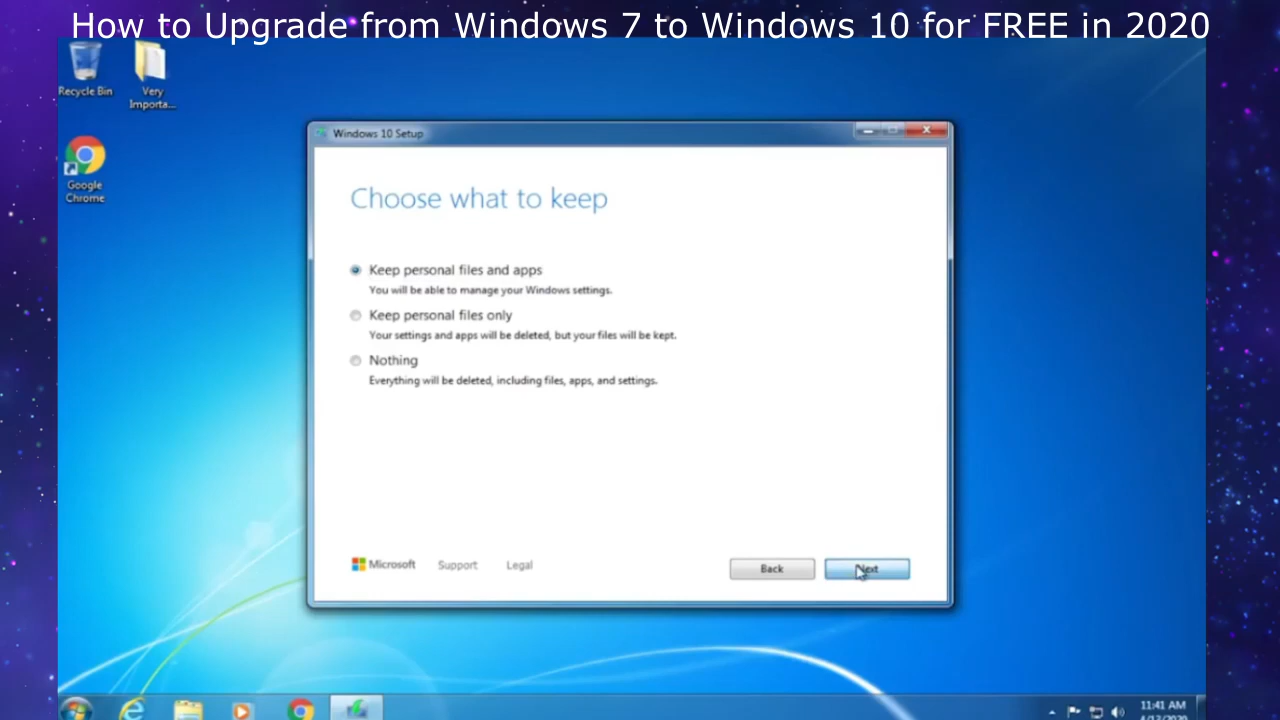 How to Upgrade from Windows 7 to Windows 10 for FREE in 2020
Recycle Bin
Very
Importa...
Google
Chrome
Windows 10 Setup
Choose what to keep
Keep personal files and apps
You will be able to manage your Windows settings.
Keep personal files only
Your settings and apps will be deleted, but your files will be kept.
Nothing
Everything will be deleted, including files, apps, and settings.
Microsoft Support Legal
Back Next
11:41 AM